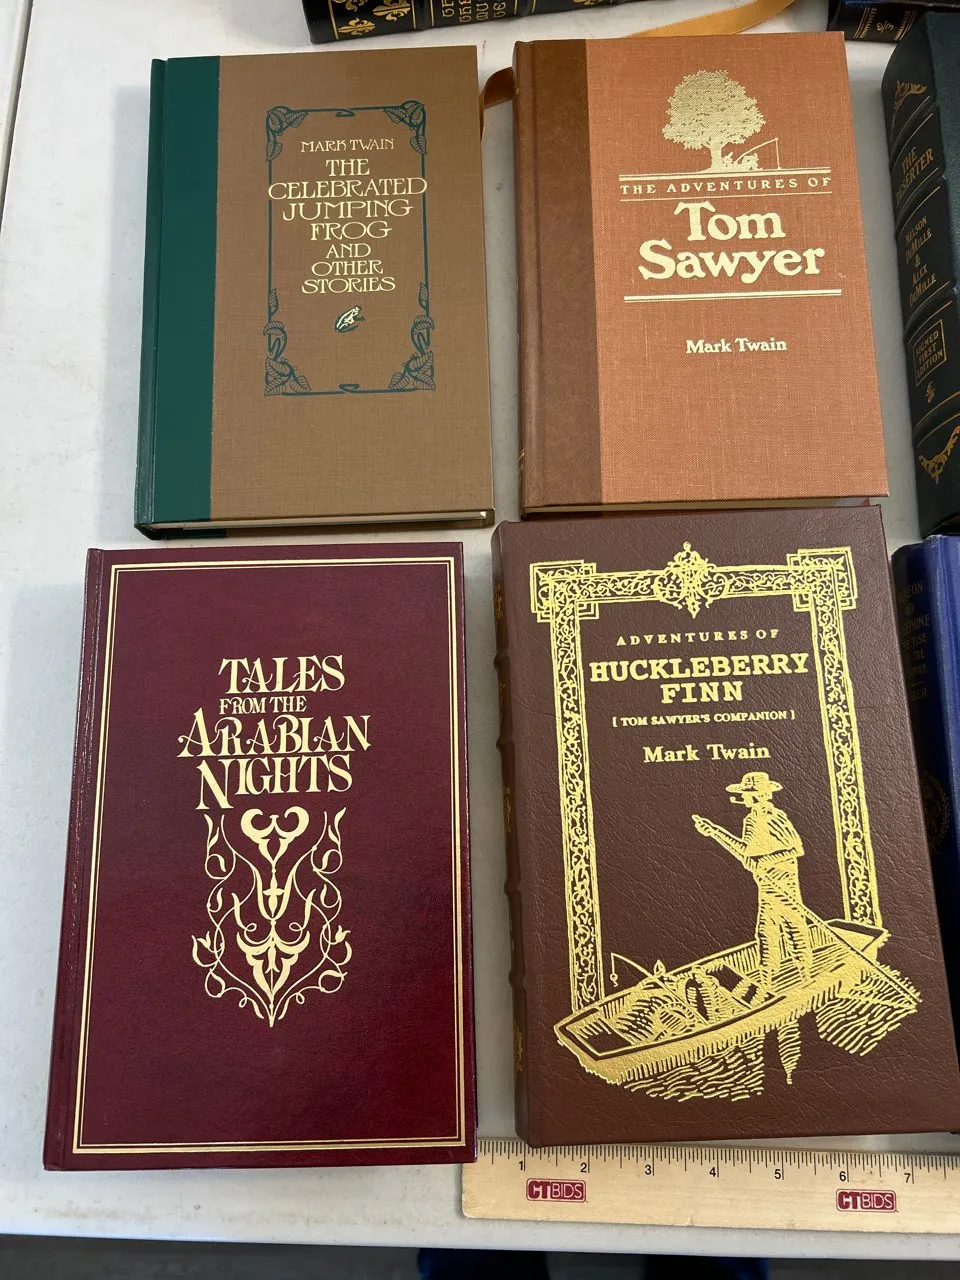 MARK TWAIN
THE
CELEBRATED
JUMPING
FROG
AND
OTHER
STORIES
THE ADVENTURES OF
Tom
Sawyer
Mark Twain
THE
DESERTER
NELSON
DEMILLE
&
ALEX
DEMILLE
SIGNED
FIRST
EDITION
TALES
FROM THE
ARABIAN
NIGHTS
ADVENTURES OF
HUCKLEBERRY
FINN
[ TOM SAWYER'S COMPANION ]
Mark Twain
1 2 3 4 5 6 7
CTBIDS CTBIDS